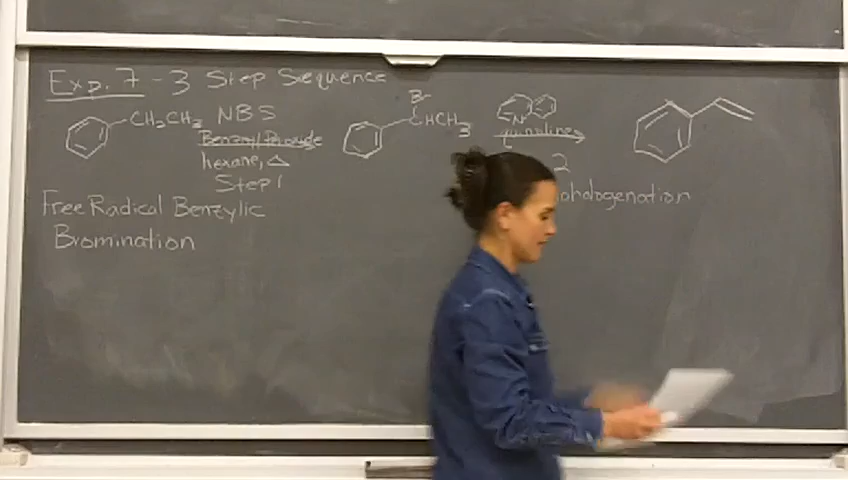 Exp. 7 - 3 Step Sequence
CH2CH3 NBS
Benzoyl Peroxide
hexane, Δ
Step 1
Br
CHCH3
N
quinoline
2
ohalogenation
Free Radical Benzylic
Bromination